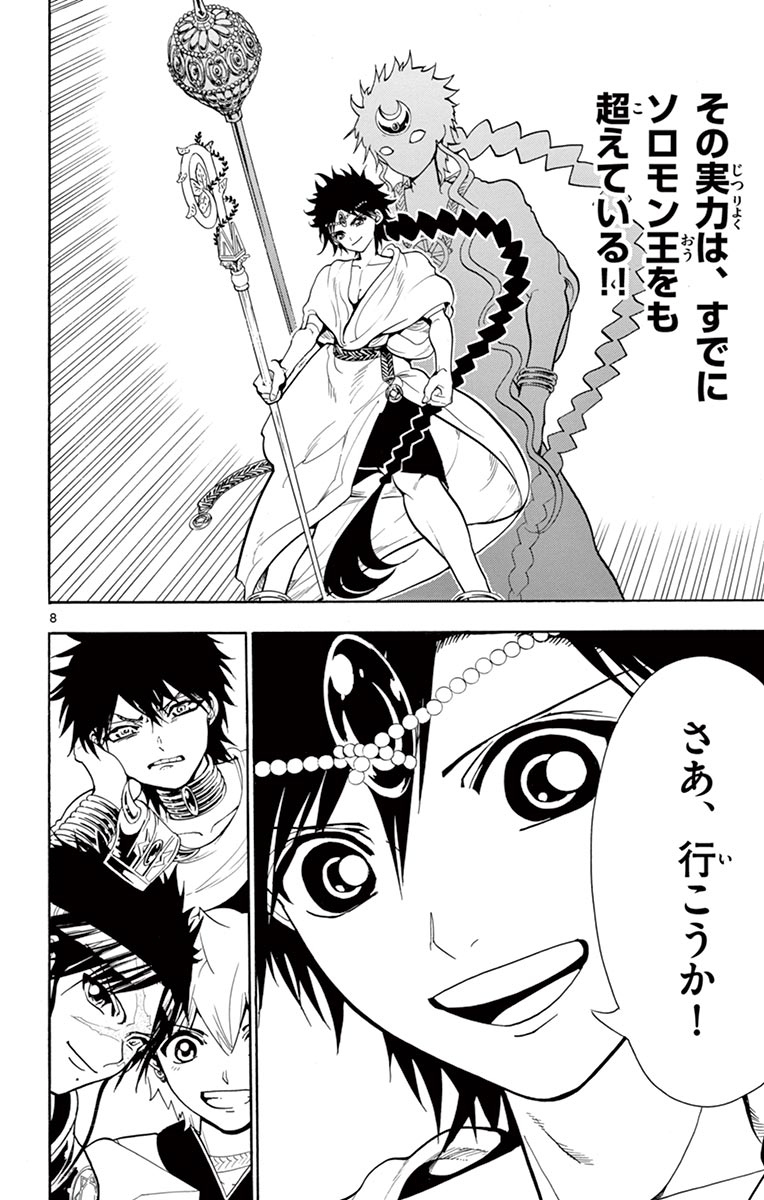 その実力は、すでに
ソロモン王をも
超えている!!
8
さあ、行こうか！